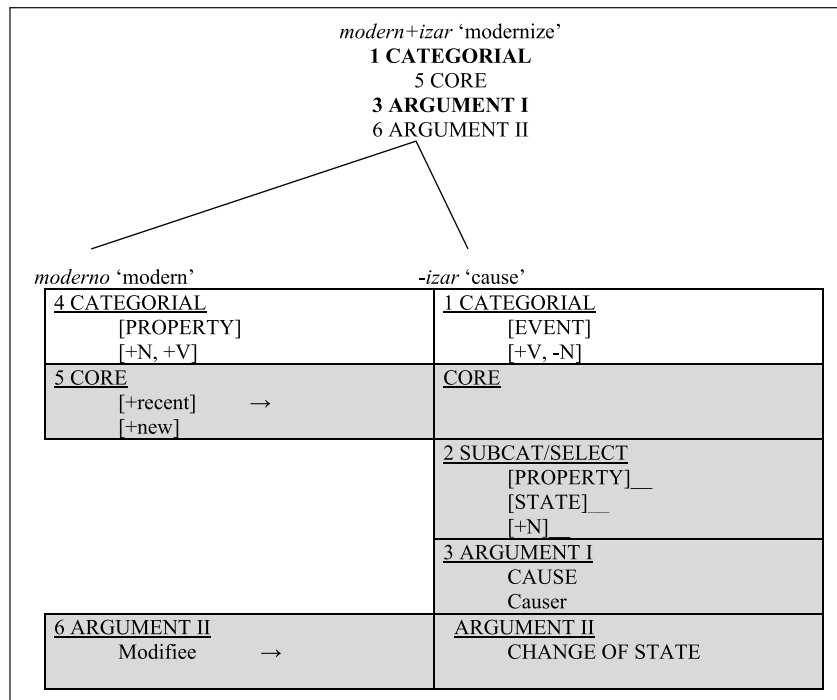 modern+izar ‘modernize’
1 CATEGORIAL
5 CORE
3 ARGUMENT I
6 ARGUMENT II
moderno ‘modern’
-izar ‘cause’
4 CATEGORIAL
[PROPERTY]
[+N, +V]
1 CATEGORIAL
[EVENT]
[+V, -N]
5 CORE
[+recent] →
[+new]
CORE
2 SUBCAT/SELECT
[PROPERTY]__
[STATE]__
[+N]__
3 ARGUMENT I
CAUSE
Causer
6 ARGUMENT II
Modifiee →
ARGUMENT II
CHANGE OF STATE